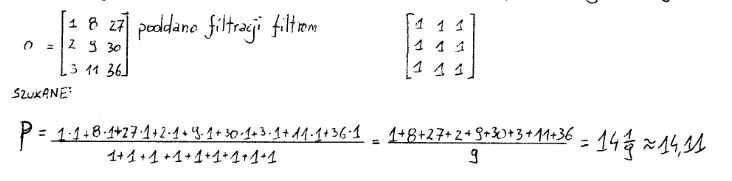 O = [1 8 27; 2 9 30; 3 11 36] poddano filtracji filtrom [1 1 1; 1 1 1; 1 1 1]
SZUKANE:
P = (1·1+8·1+27·1+2·1+9·1+30·1+3·1+11·1+36·1)/(1+1+1+1+1+1+1+1+1) = (1+8+27+2+9+30+3+11+36)/9 = 14 1/9 ≈ 14,11